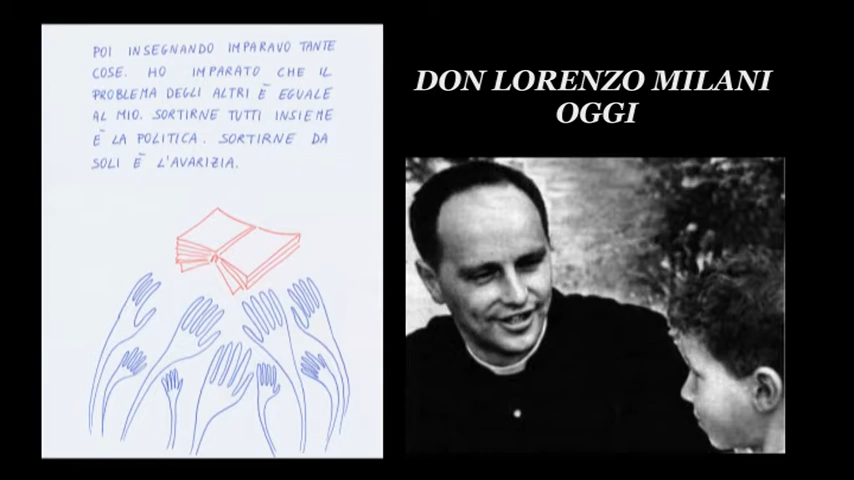 POI INSEGNANDO IMPARAVO TANTE
COSE. HO IMPARATO CHE IL
PROBLEMA DEGLI ALTRI È EGUALE
AL MIO. SORTIRNE TUTTI INSIEME
È LA POLITICA. SORTIRNE DA
SOLI È L'AVARIZIA.
DON LORENZO MILANI
OGGI